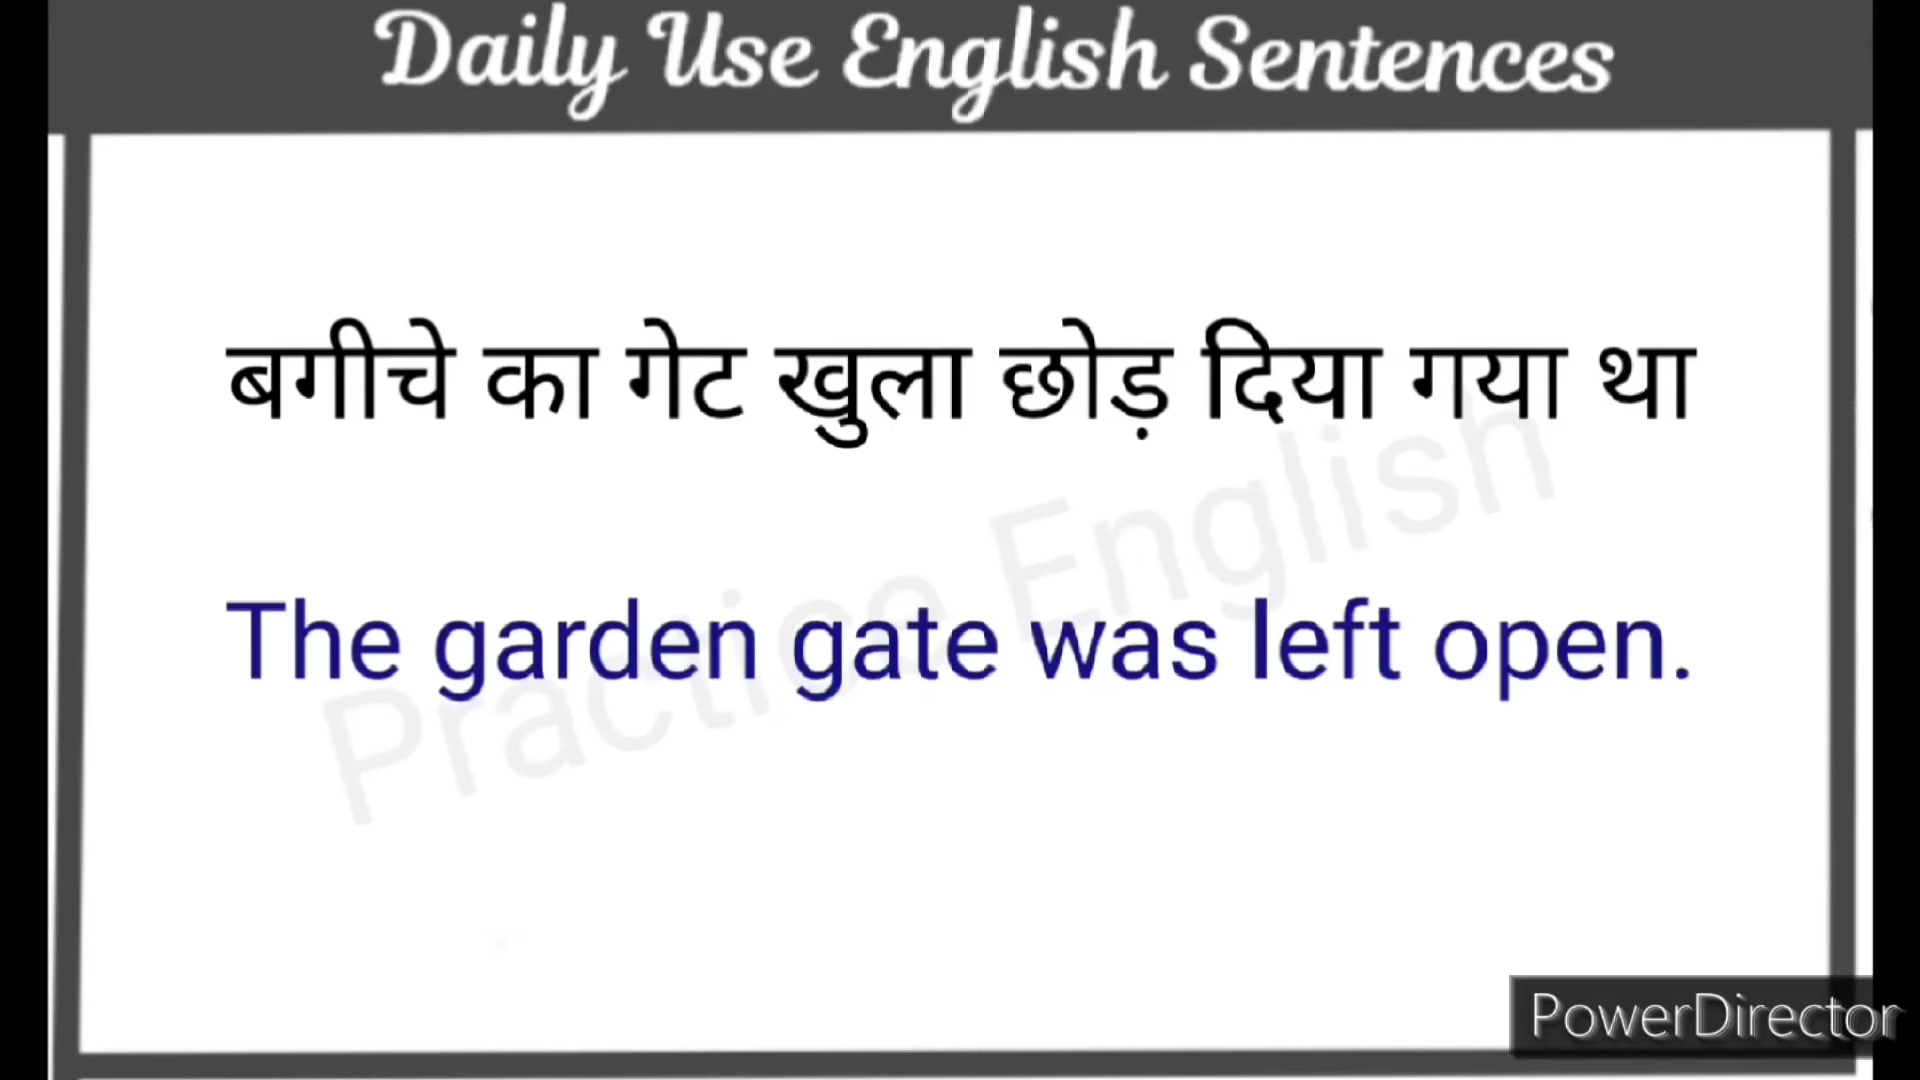 Daily Use English Sentences
बगीचे का गेट खुला छोड़ दिया गया था
The garden gate was left open.
Practice English
PowerDirector